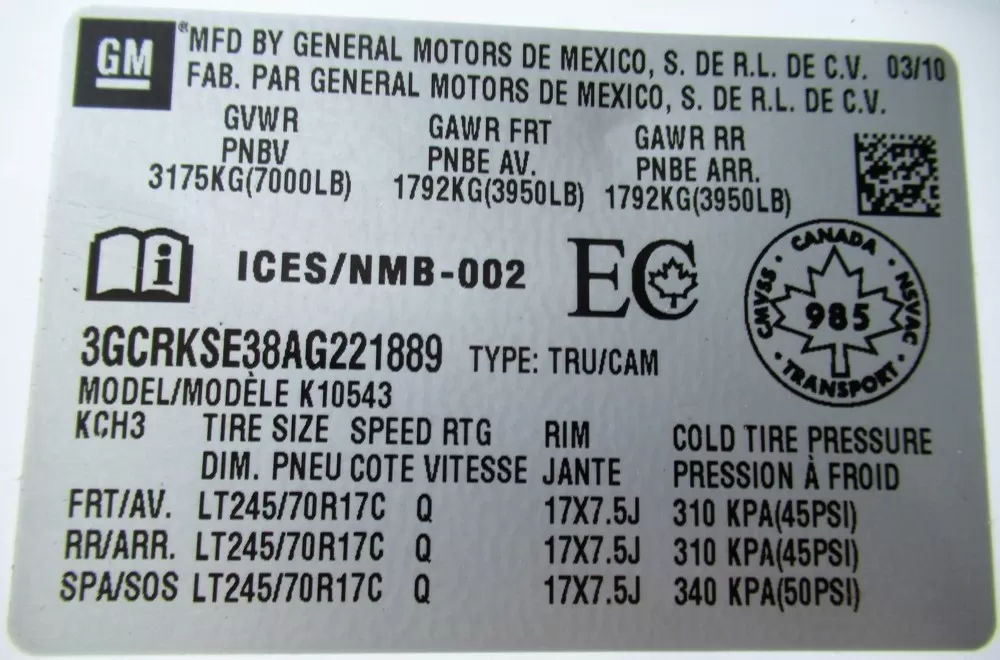 GM ®
MFD BY GENERAL MOTORS DE MEXICO, S. DE R.L. DE C.V. 03/10
FAB. PAR GENERAL MOTORS DE MEXICO, S. DE R.L. DE C.V.
GVWR GAWR FRT GAWR RR
PNBV PNBE AV. PNBE ARR.
3175KG(7000LB) 1792KG(3950LB) 1792KG(3950LB)
i ICES/NMB-002 EC
CANADA
CMVSS · 985 · NSVAC
· TRANSPORT ·
3GCRKSE38AG221889 TYPE: TRU/CAM
MODEL/MODÈLE K10543
KCH3 TIRE SIZE SPEED RTG RIM COLD TIRE PRESSURE
DIM. PNEU COTE VITESSE JANTE PRESSION À FROID
FRT/AV. LT245/70R17C Q 17X7.5J 310 KPA(45PSI)
RR/ARR. LT245/70R17C Q 17X7.5J 310 KPA(45PSI)
SPA/SOS LT245/70R17C Q 17X7.5J 340 KPA(50PSI)